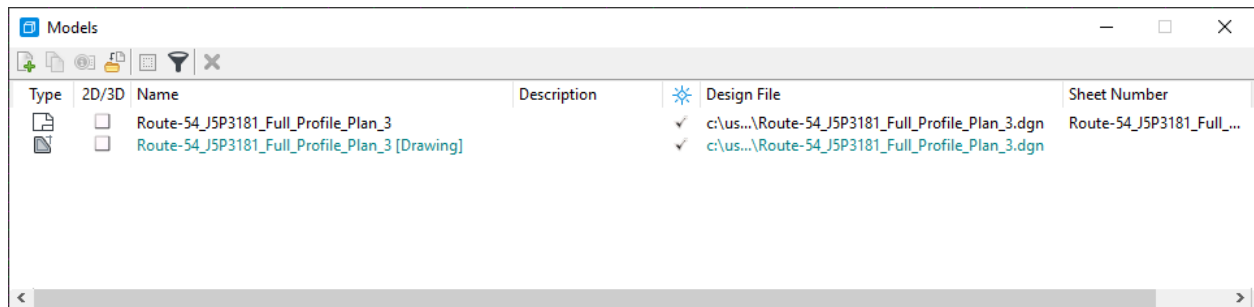 Models
Type 2D/3D Name Description Design File Sheet Number
Route-54_J5P3181_Full_Profile_Plan_3 c:\us...\Route-54_J5P3181_Full_Profile_Plan_3.dgn Route-54_J5P3181_Full_...
Route-54_J5P3181_Full_Profile_Plan_3 [Drawing] c:\us...\Route-54_J5P3181_Full_Profile_Plan_3.dgn